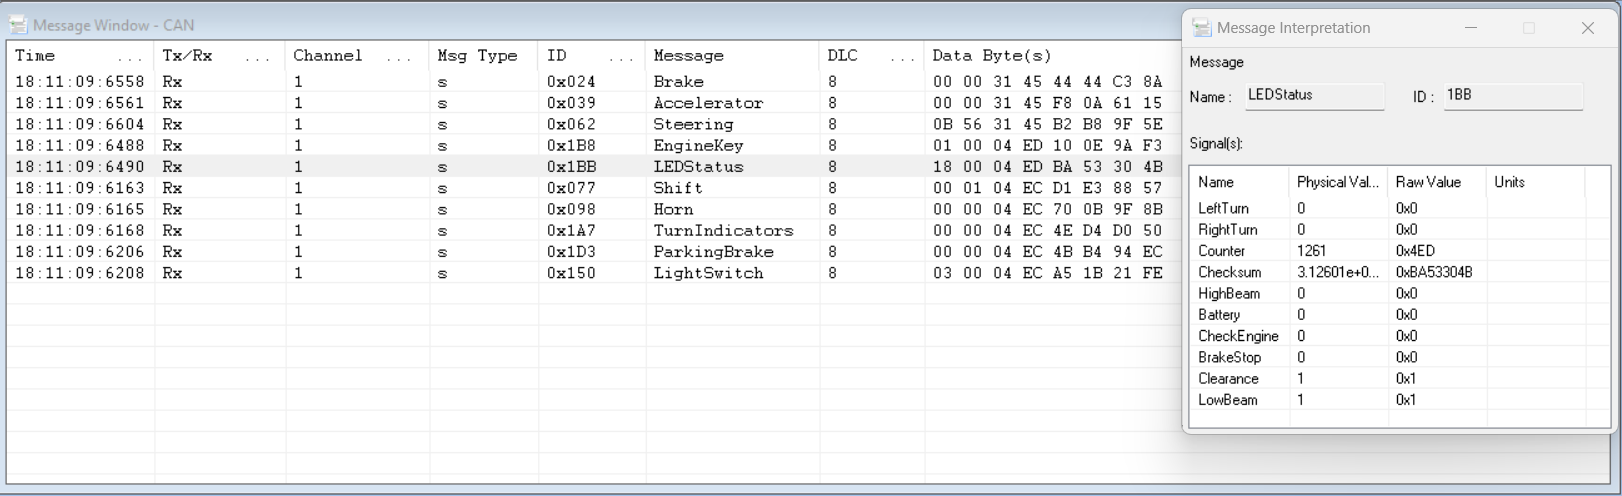 Message Window - CAN
Time ... Tx/Rx ... Channel ... Msg Type ID ... Message DLC ... Data Byte(s)
18:11:09:6558 Rx 1 s 0x024 Brake 8 00 00 31 45 44 44 C3 8A
18:11:09:6561 Rx 1 s 0x039 Accelerator 8 00 00 31 45 F8 0A 61 15
18:11:09:6604 Rx 1 s 0x062 Steering 8 0B 56 31 45 B2 B8 9F 5E
18:11:09:6488 Rx 1 s 0x1B8 EngineKey 8 01 00 04 ED 10 0E 9A F3
18:11:09:6490 Rx 1 s 0x1BB LEDStatus 8 18 00 04 ED BA 53 30 4B
18:11:09:6163 Rx 1 s 0x077 Shift 8 00 01 04 EC D1 E3 88 57
18:11:09:6165 Rx 1 s 0x098 Horn 8 00 00 04 EC 70 0B 9F 8B
18:11:09:6168 Rx 1 s 0x1A7 TurnIndicators 8 00 00 04 EC 4E D4 D0 50
18:11:09:6206 Rx 1 s 0x1D3 ParkingBrake 8 00 00 04 EC 4B B4 94 EC
18:11:09:6208 Rx 1 s 0x150 LightSwitch 8 03 00 04 EC A5 1B 21 FE
Message Interpretation
Message
Name : LEDStatus ID : 1BB
Signal(s):
Name Physical Val... Raw Value Units
LeftTurn 0 0x0
RightTurn 0 0x0
Counter 1261 0x4ED
Checksum 3.12601e+0... 0xBA53304B
HighBeam 0 0x0
Battery 0 0x0
CheckEngine 0 0x0
BrakeStop 0 0x0
Clearance 1 0x1
LowBeam 1 0x1